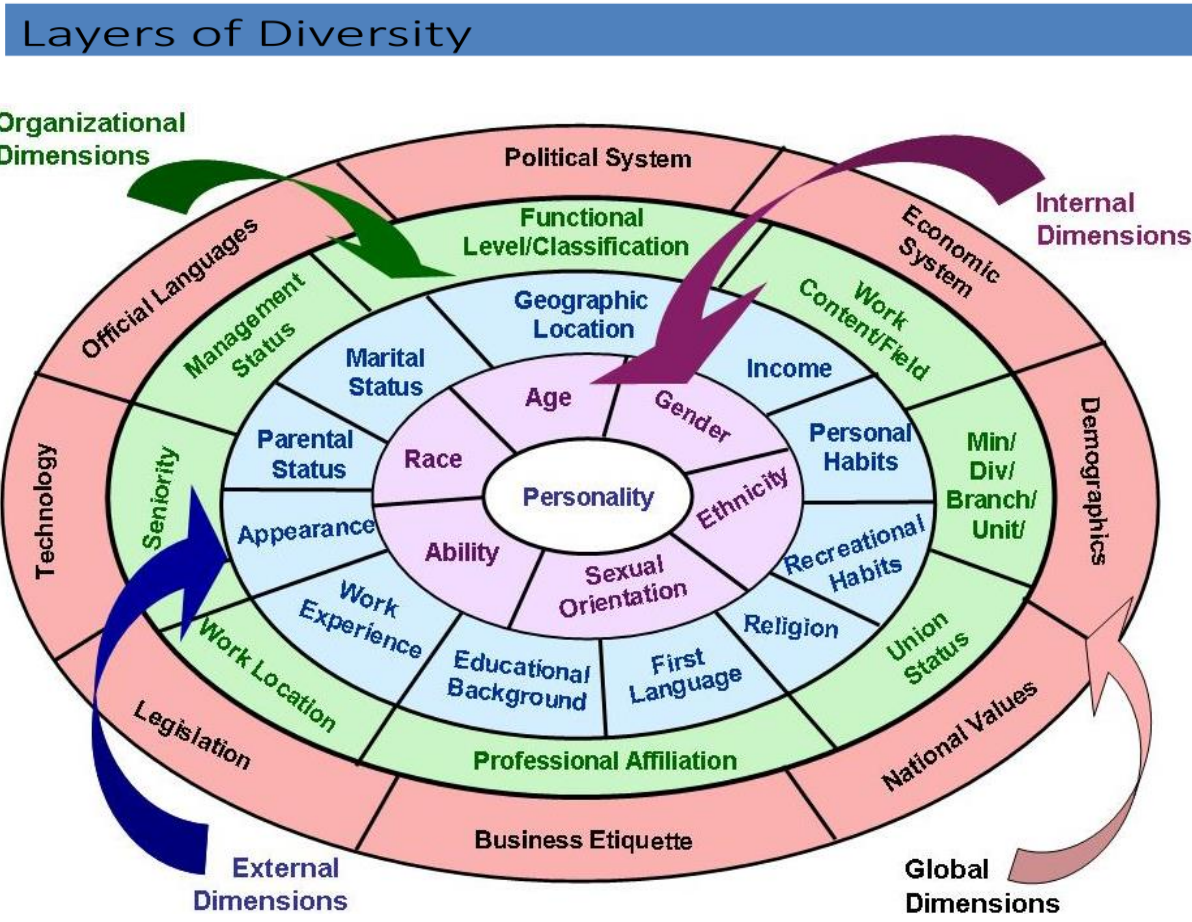 Layers of Diversity
Organizational
Dimensions
Internal
Dimensions
Political System
Economic
System
Demographics
National Values
Business Etiquette
Legislation
Technology
Official Languages
Functional
Level/Classification
Work
Content/Field
Min/
Div/
Branch/
Unit/
Union
Status
Professional Affiliation
Work Location
Seniority
Management
Status
Geographic
Location
Income
Personal
Habits
Recreational
Habits
Religion
First
Language
Educational
Background
Work
Experience
Appearance
Parental
Status
Marital
Status
Age
Gender
Ethnicity
Sexual
Orientation
Ability
Race
Personality
External
Dimensions
Global
Dimensions